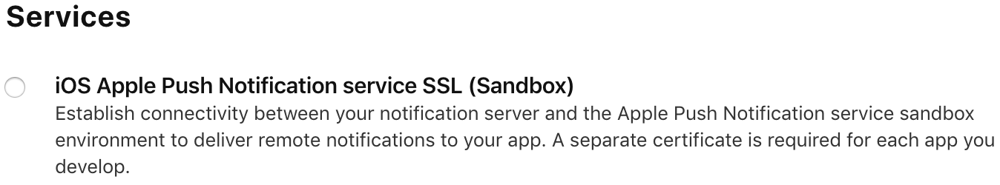 Services
iOS Apple Push Notification service SSL (Sandbox)
Establish connectivity between your notification server and the Apple Push Notification service sandbox
environment to deliver remote notifications to your app. A separate certificate is required for each app you
develop.